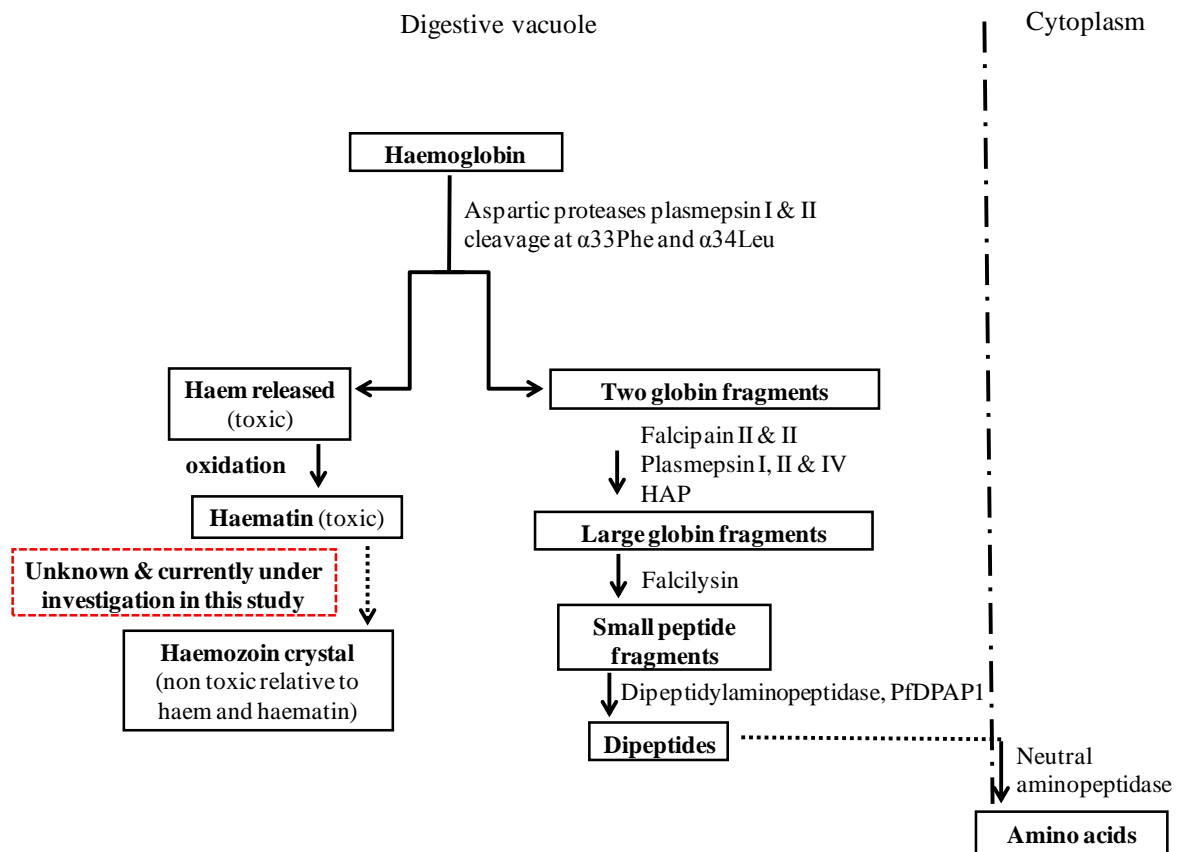 Digestive vacuole
Cytoplasm
Haemoglobin
Aspartic proteases plasmepsin I & II
cleavage at α33Phe and α34Leu
Haem released
(toxic)
Two globin fragments
oxidation
Falcipain II & II
Plasmepsin I, II & IV
HAP
Haematin (toxic)
Large globin fragments
Unknown & currently under
investigation in this study
Falcilysin
Haemozoin crystal
(non toxic relative to
haem and haematin)
Small peptide
fragments
Dipeptidylaminopeptidase, PfDPAP1
Dipeptides
Neutral
aminopeptidase
Amino acids